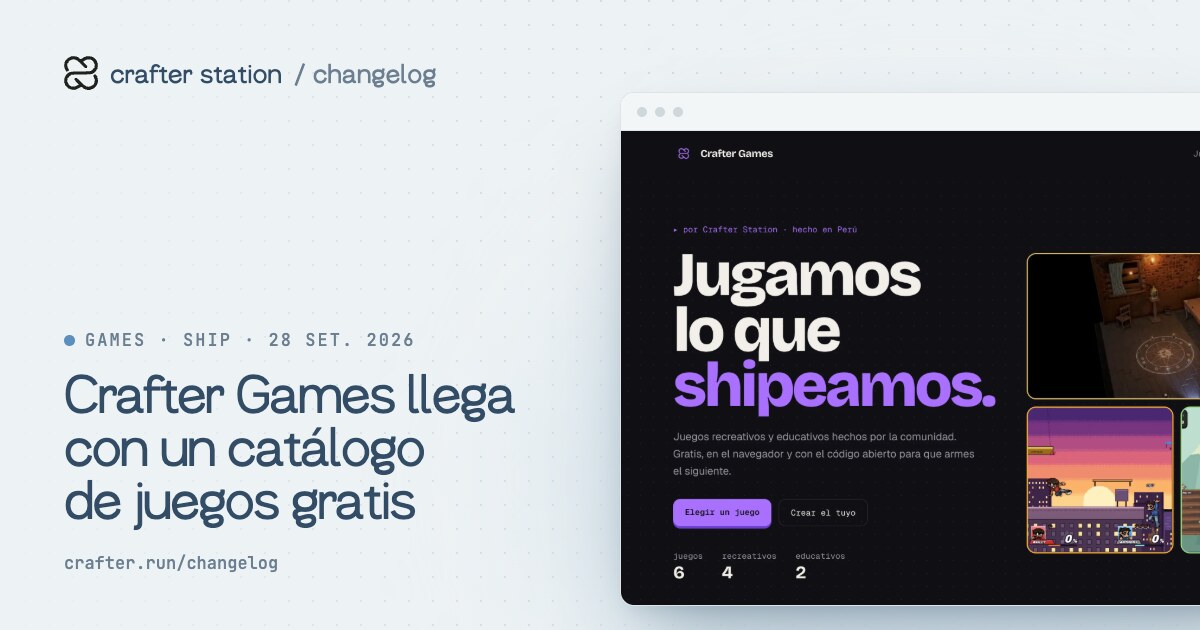 crafter station / changelog
GAMES · SHIP · 28 SET. 2026
Crafter Games llega
con un catálogo
de juegos gratis
crafter.run/changelog
Crafter Games
▸ por Crafter Station · hecho en Perú
Jugamos
lo que
shipeamos.
Juegos recreativos y educativos hechos por la comunidad.
Gratis, en el navegador y con el código abierto para que armes
el siguiente.
Elegir un juego
Crear el tuyo
juegos recreativos educativos
6 4 2
0% 0%